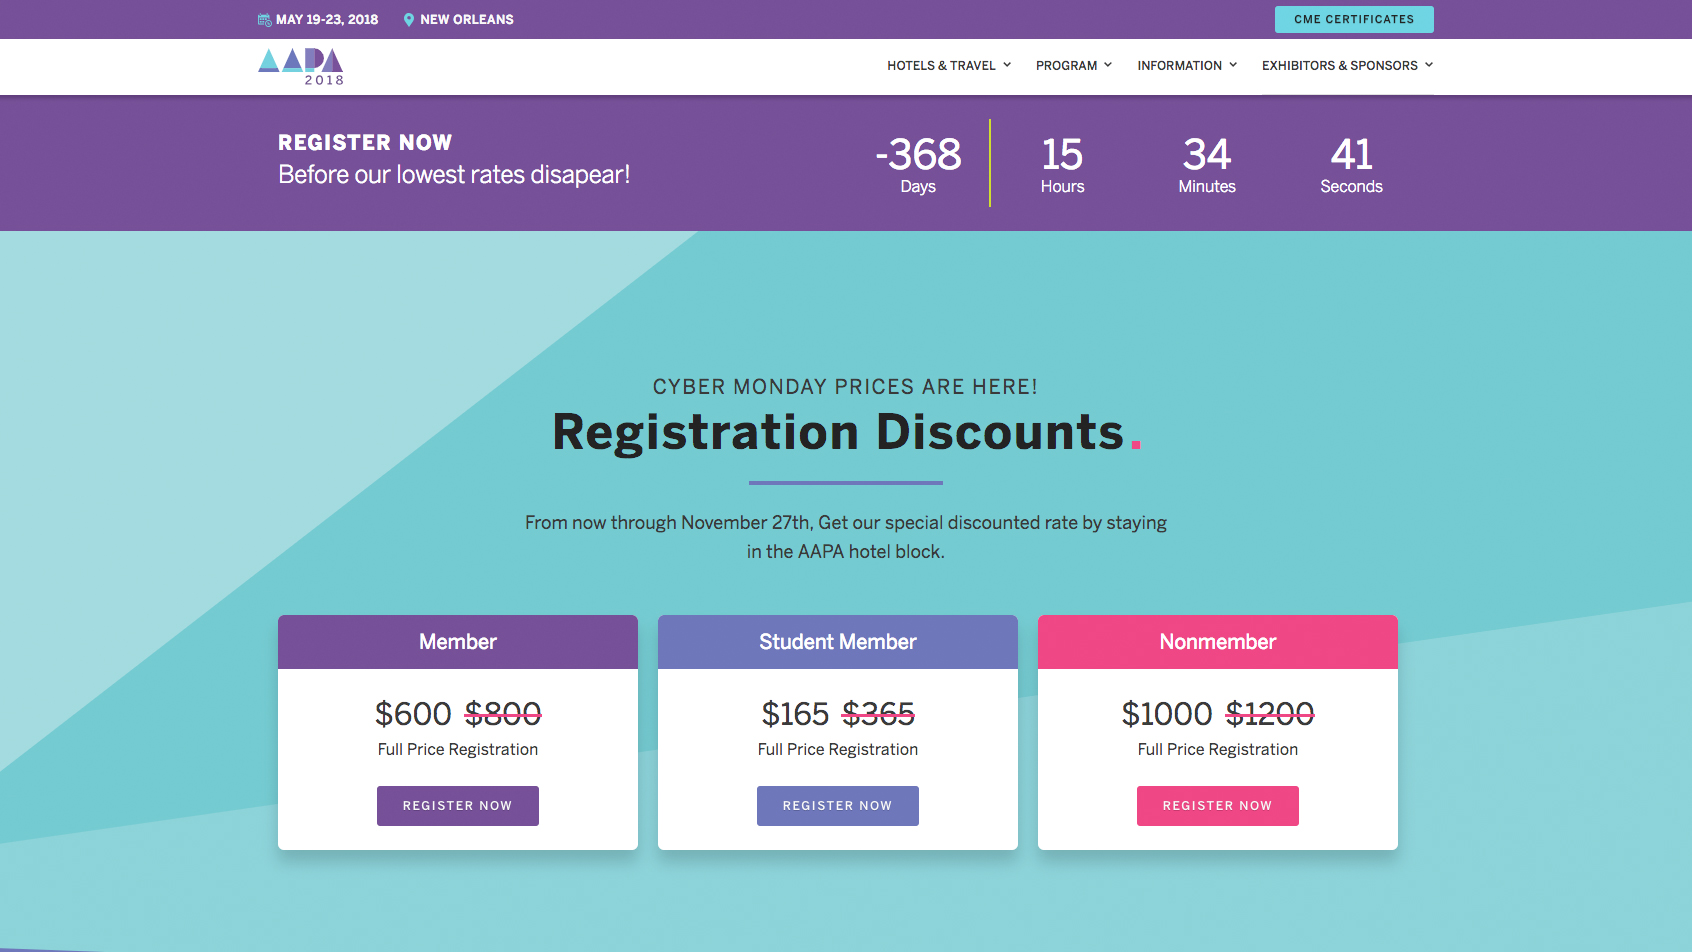 MAY 19-23, 2018 NEW ORLEANS CME CERTIFICATES
AAPA
2018
HOTELS & TRAVEL PROGRAM INFORMATION EXHIBITORS & SPONSORS
REGISTER NOW
Before our lowest rates disapear!
-368 15 34 41
Days Hours Minutes Seconds
CYBER MONDAY PRICES ARE HERE!
Registration Discounts.
From now through November 27th, Get our special discounted rate by staying
in the AAPA hotel block.
Member
$600 $800
Full Price Registration
REGISTER NOW
Student Member
$165 $365
Full Price Registration
REGISTER NOW
Nonmember
$1000 $1200
Full Price Registration
REGISTER NOW